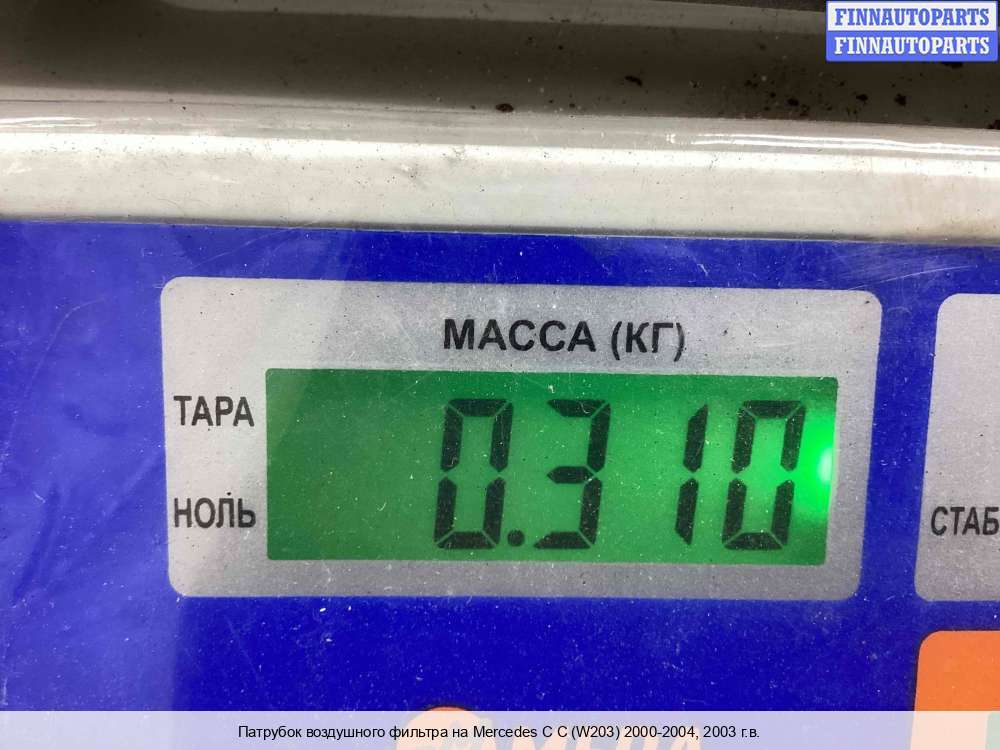 FINNAUTOPARTS
FINNAUTOPARTS
МАССА (КГ)
ТАРА
0.310
НОЛЬ
СТАБ
Патрубок воздушного фильтра на Mercedes C C (W203) 2000-2004, 2003 г.в.